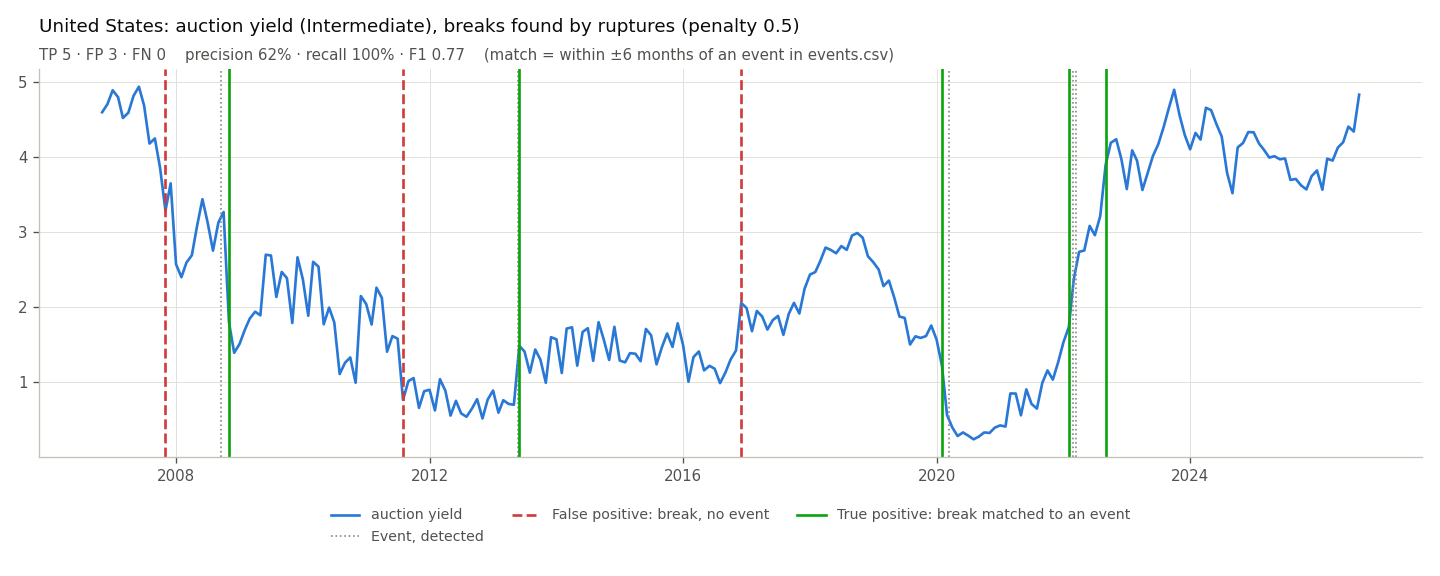 United States: auction yield (Intermediate), breaks found by ruptures (penalty 0.5)
TP 5 · FP 3 · FN 0    precision 62% · recall 100% · F1 0.77    (match = within ±6 months of an event in events.csv)
5
4
3
2
1
2008
2012
2016
2020
2024
auction yield
False positive: break, no event
True positive: break matched to an event
Event, detected